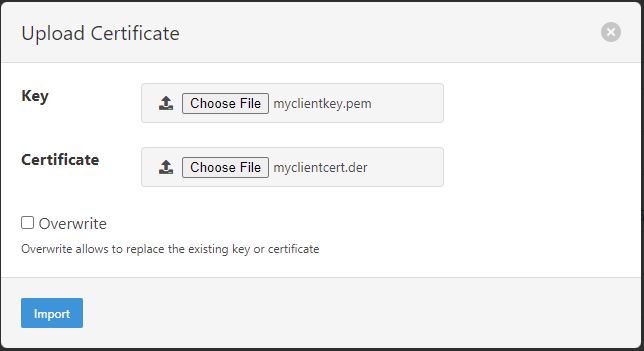 Upload Certificate
Key
Choose File myclientkey.pem
Certificate
Choose File myclientcert.der
Overwrite
Overwrite allows to replace the existing key or certificate
Import